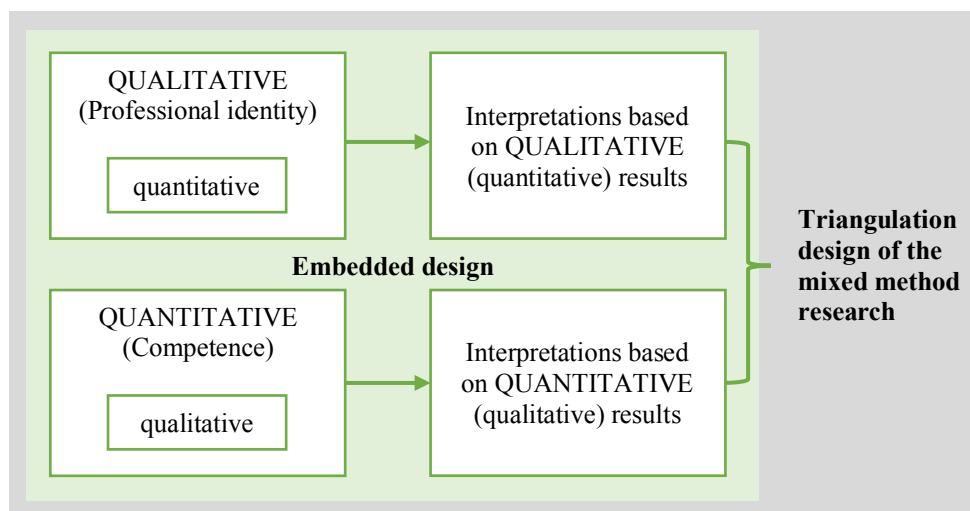 QUALITATIVE
(Professional identity)
quantitative
Interpretations based
on QUALITATIVE
(quantitative) results
Embedded design
QUANTITATIVE
(Competence)
qualitative
Interpretations based
on QUANTITATIVE
(qualitative) results
Triangulation
design of the
mixed method
research